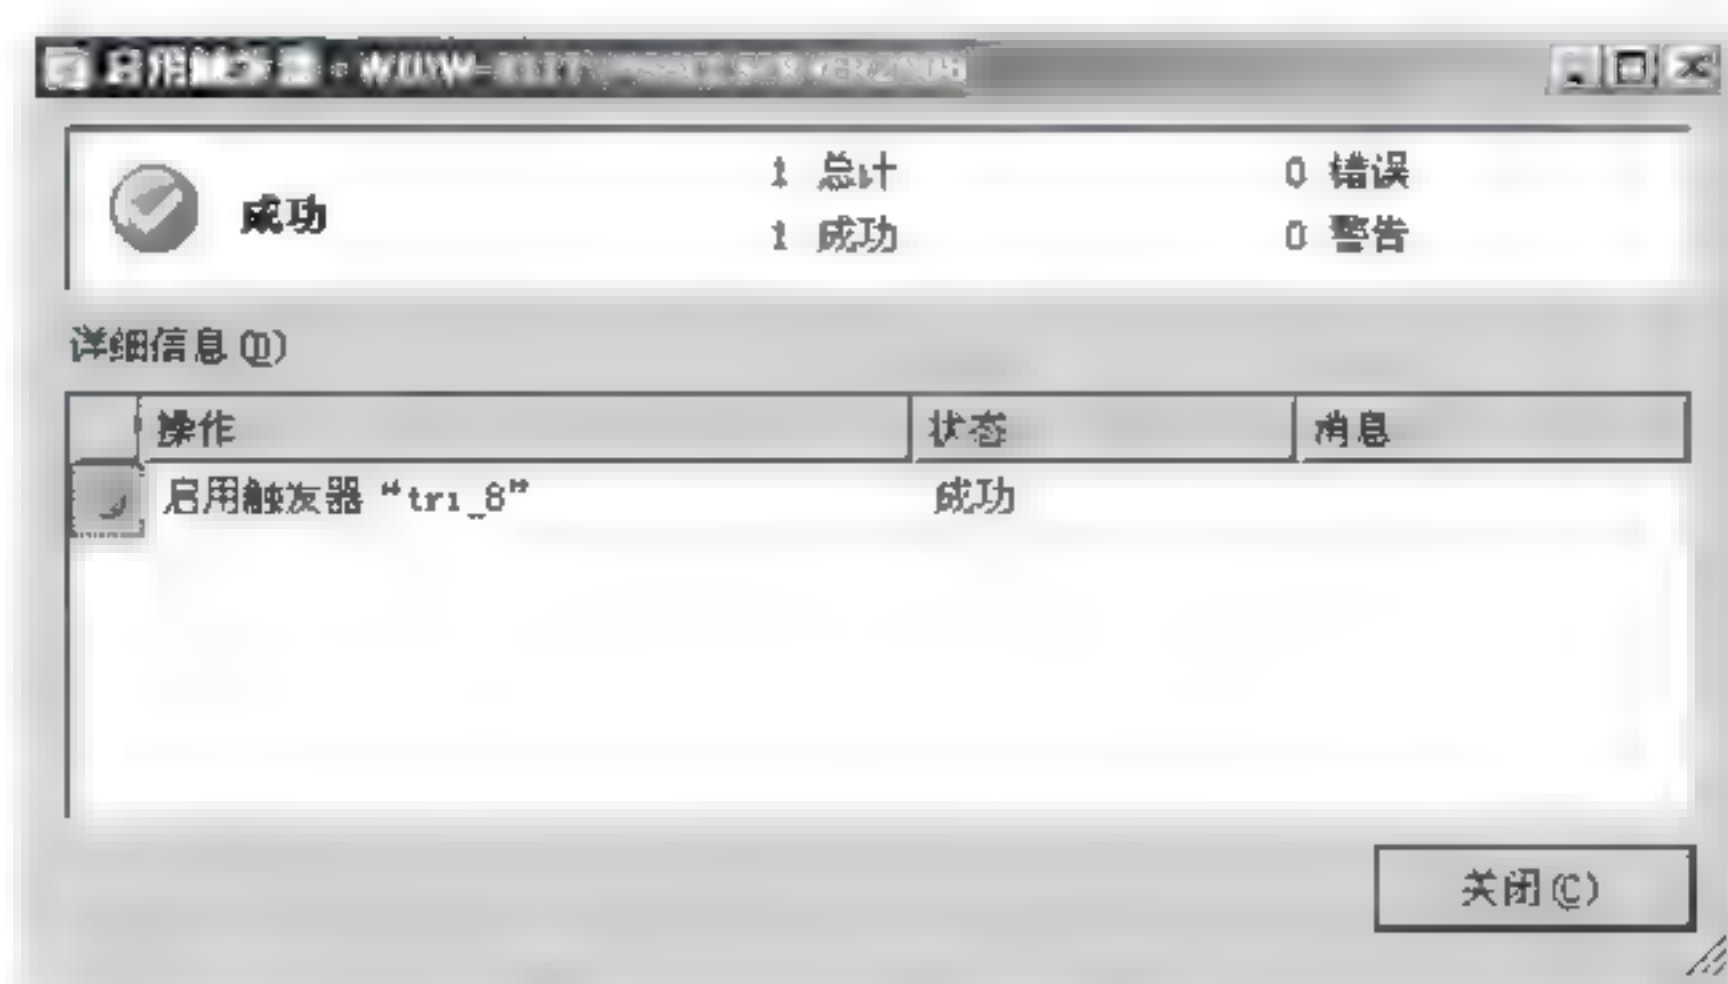 启用触发器 -
成功
1 总计
0 错误
1 成功
0 警告
详细信息(D)
操作 状态 消息
启用触发器 “tri_8” 成功
关闭(C)